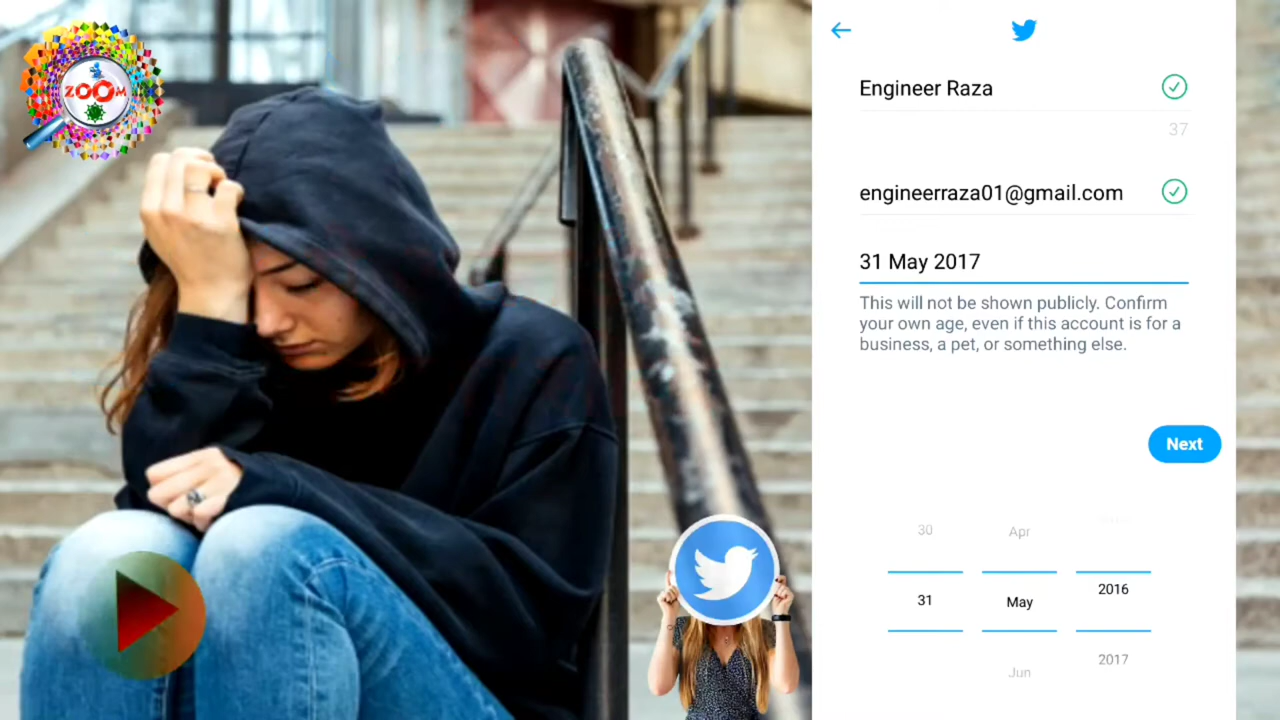 ZOOM
Engineer Raza
37
engineerraza01@gmail.com
31 May 2017
This will not be shown publicly. Confirm
your own age, even if this account is for a
business, a pet, or something else.
Next
30 Apr
31 May 2016
Jun 2017